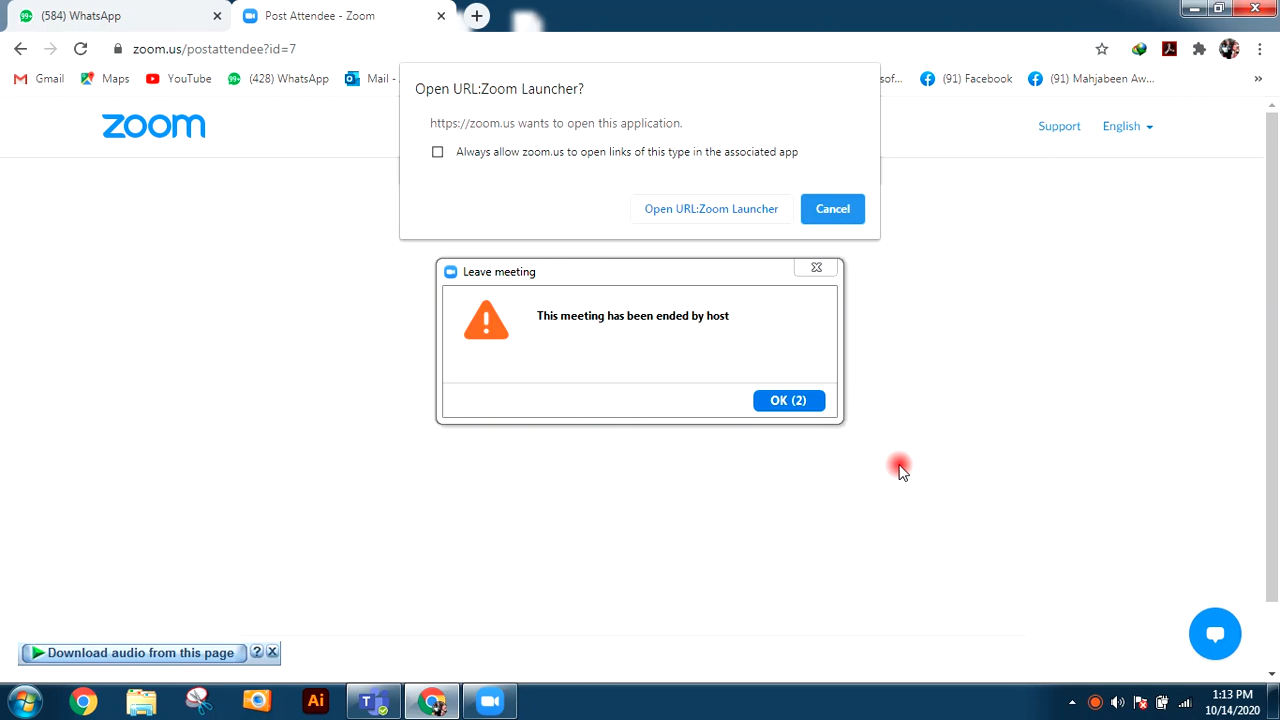 (584) WhatsApp
Post Attendee - Zoom
zoom.us/postattendee?id=7
Gmail
Maps
YouTube
(428) WhatsApp
Mail -
sof...
(91) Facebook
(91) Mahjabeen Aw...
»
Open URL:Zoom Launcher?
https://zoom.us wants to open this application.
Always allow zoom.us to open links of this type in the associated app
Open URL:Zoom Launcher
Cancel
zoom
Support
English
Leave meeting
This meeting has been ended by host
OK (2)
Download audio from this page
?
Ai
T
1:13 PM
10/14/2020